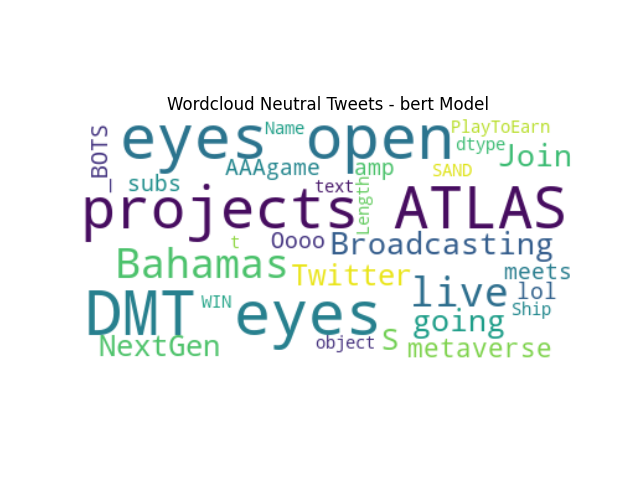 Wordcloud Neutral Tweets - bert Model
_BOTS eyes Name open PlayToEarn
dtype Join
AAAgame amp SAND
subs text
projects Length ATLAS
t Oooo Broadcasting
Bahamas Twitter meets
DMT WIN eyes live lol
Ship
S going
NextGen object metaverse